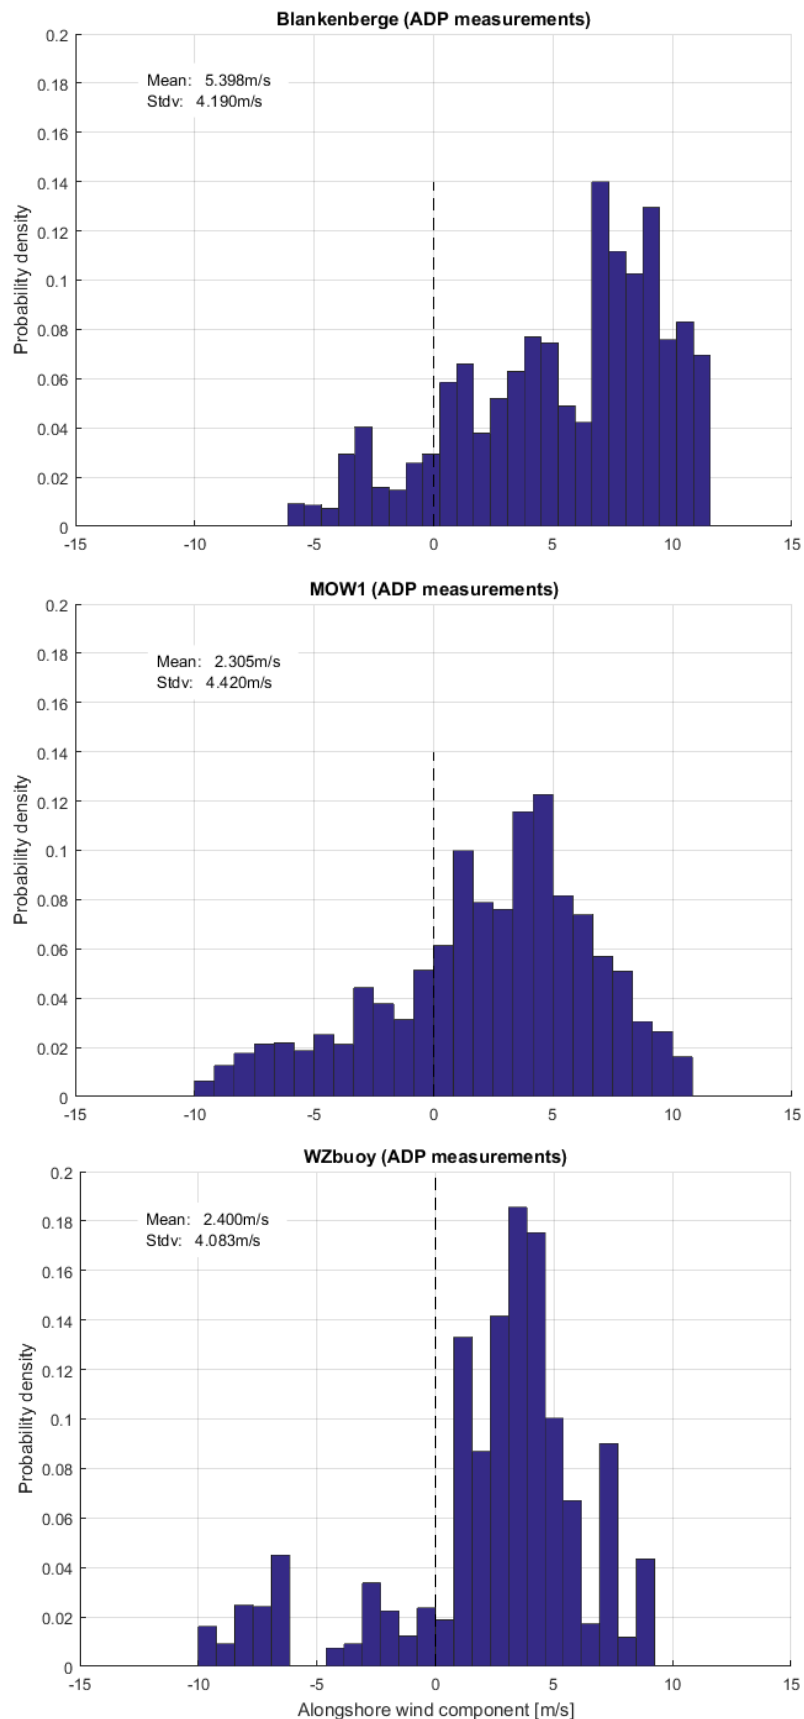 Blankenberge (ADP measurements)
0.2
0.18
0.16
0.14
0.12
0.1
0.08
0.06
0.04
0.02
0
Probability density
Mean: 5.398m/s
Stdv: 4.190m/s
-15 -10 -5 0 5 10 15
MOW1 (ADP measurements)
0.2
0.18
0.16
0.14
0.12
0.1
0.08
0.06
0.04
0.02
0
Probability density
Mean: 2.305m/s
Stdv: 4.420m/s
-15 -10 -5 0 5 10 15
WZbuoy (ADP measurements)
0.2
0.18
0.16
0.14
0.12
0.1
0.08
0.06
0.04
0.02
0
Probability density
Mean: 2.400m/s
Stdv: 4.083m/s
-15 -10 -5 0 5 10 15
Alongshore wind component [m/s]